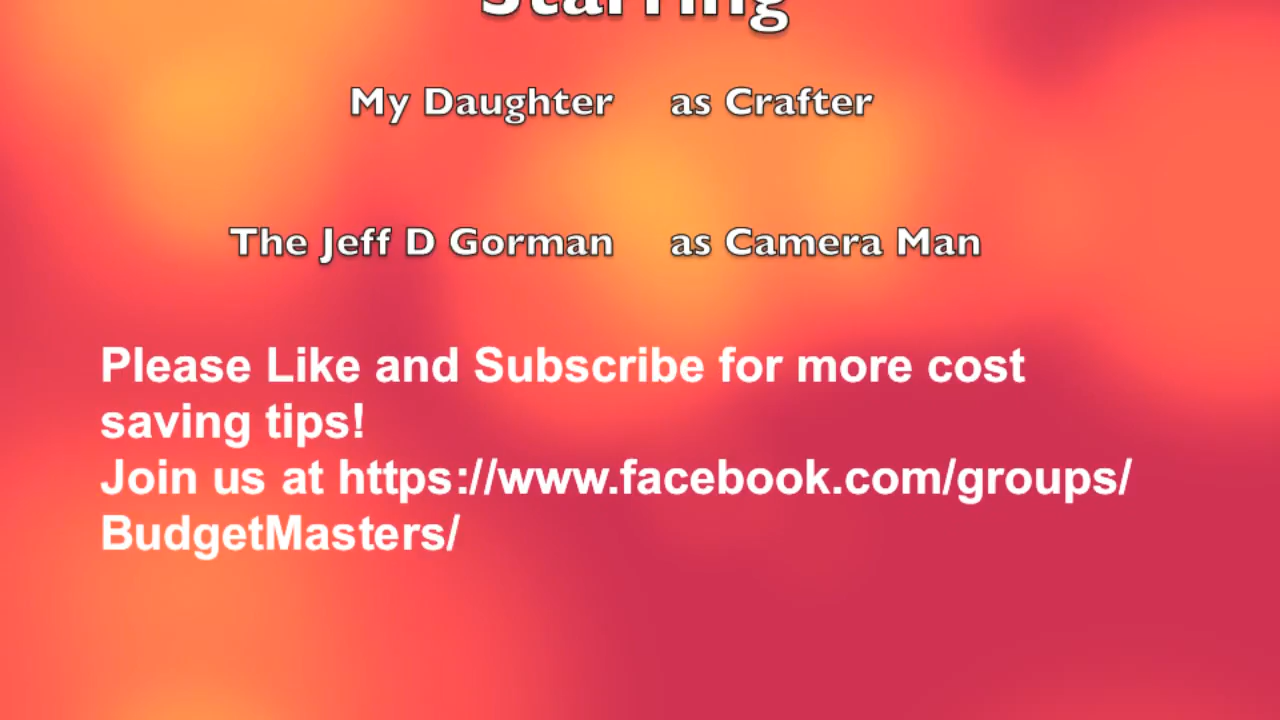 Starring
My Daughter as Crafter
The Jeff D Gorman as Camera Man
Please Like and Subscribe for more cost
saving tips!
Join us at https://www.facebook.com/groups/
BudgetMasters/